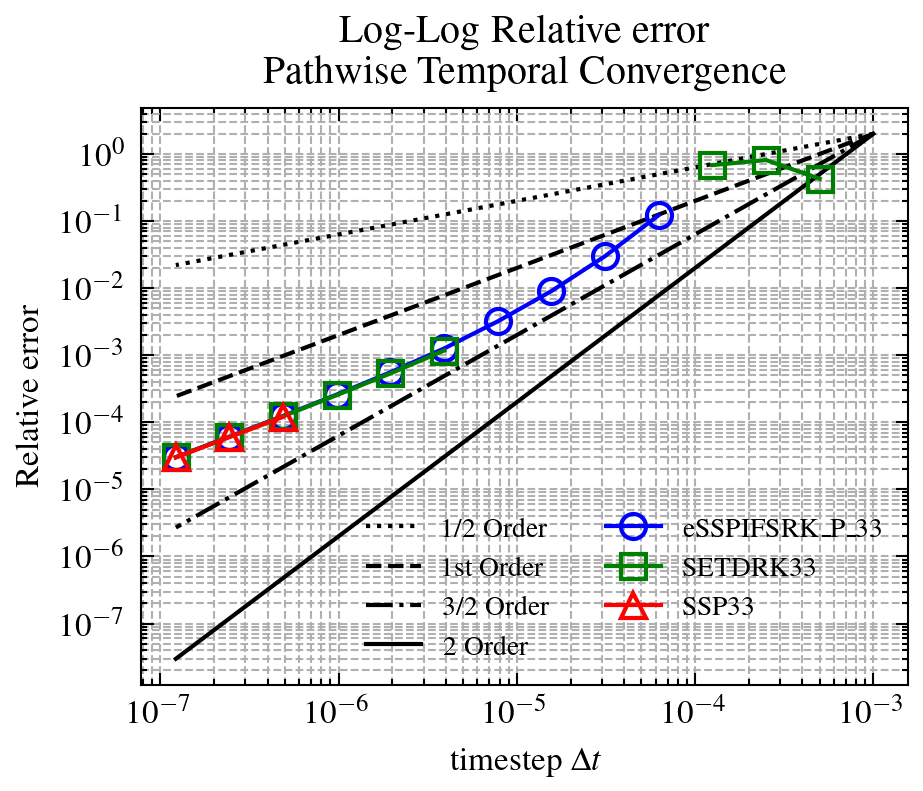 Log-Log Relative error
Pathwise Temporal Convergence
Relative error
10⁰
10⁻¹
10⁻²
10⁻³
10⁻⁴
10⁻⁵
10⁻⁶
10⁻⁷
1/2 Order
1st Order
3/2 Order
2 Order
eSSPIFSRK_P_33
SETDRK33
SSP33
10⁻⁷ 10⁻⁶ 10⁻⁵ 10⁻⁴ 10⁻³
timestep Δt